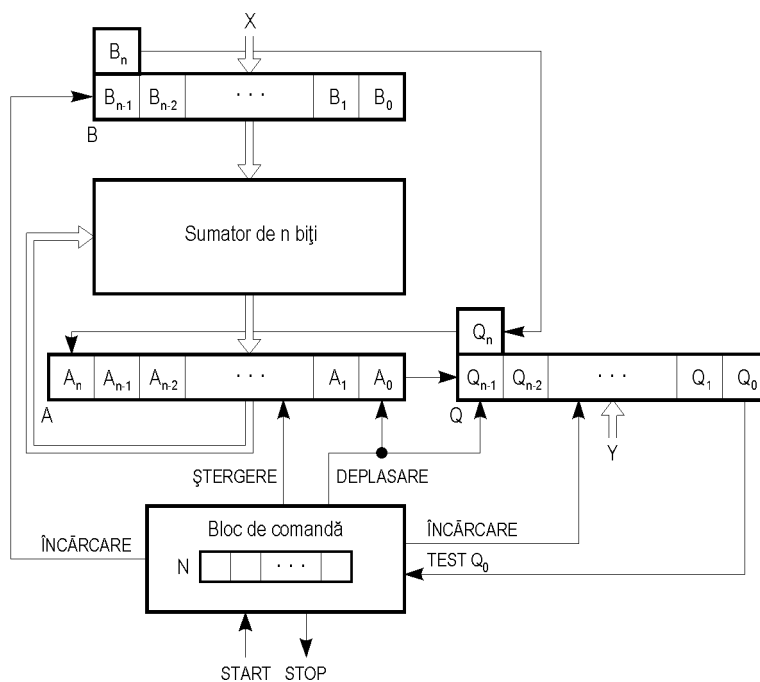 X
Bn
Bn-1 Bn-2 · · · B1 B0
B
Sumator de n biţi
Qn
An An-1 An-2 · · · A1 A0
Qn-1 Qn-2 · · · Q1 Q0
A
Q
Y
ŞTERGERE
DEPLASARE
Bloc de comandă
ÎNCĂRCARE
ÎNCĂRCARE
N · · ·
TEST Q0
START
STOP